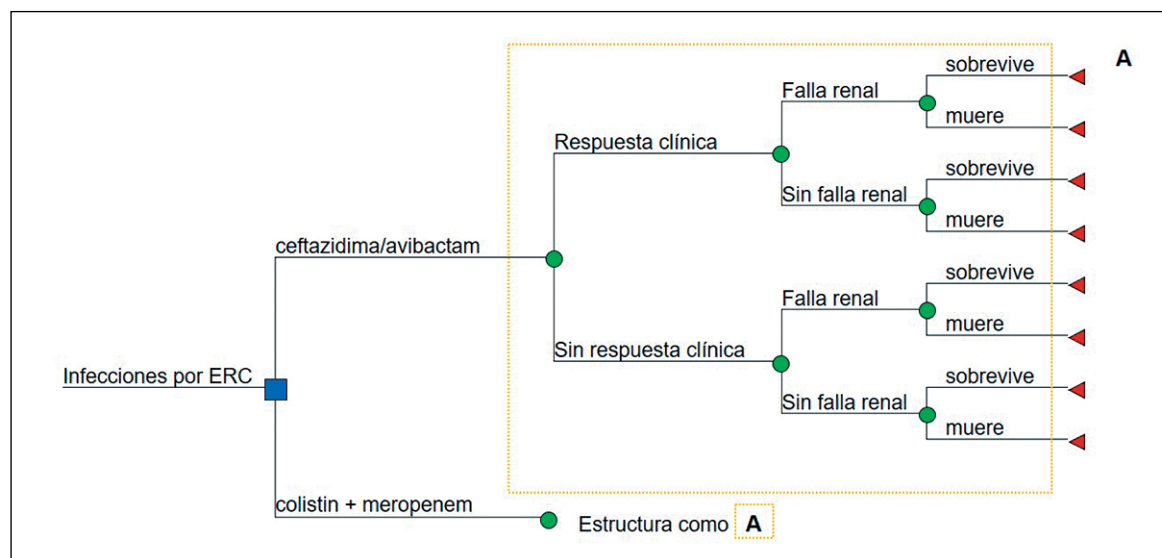 sobrevive
A
Falla renal
muere
Respuesta clínica
sobrevive
Sin falla renal
muere
ceftazidima/avibactam
sobrevive
Falla renal
muere
Sin respuesta clínica
Infecciones por ERC
sobrevive
Sin falla renal
muere
colistin + meropenem
Estructura como A